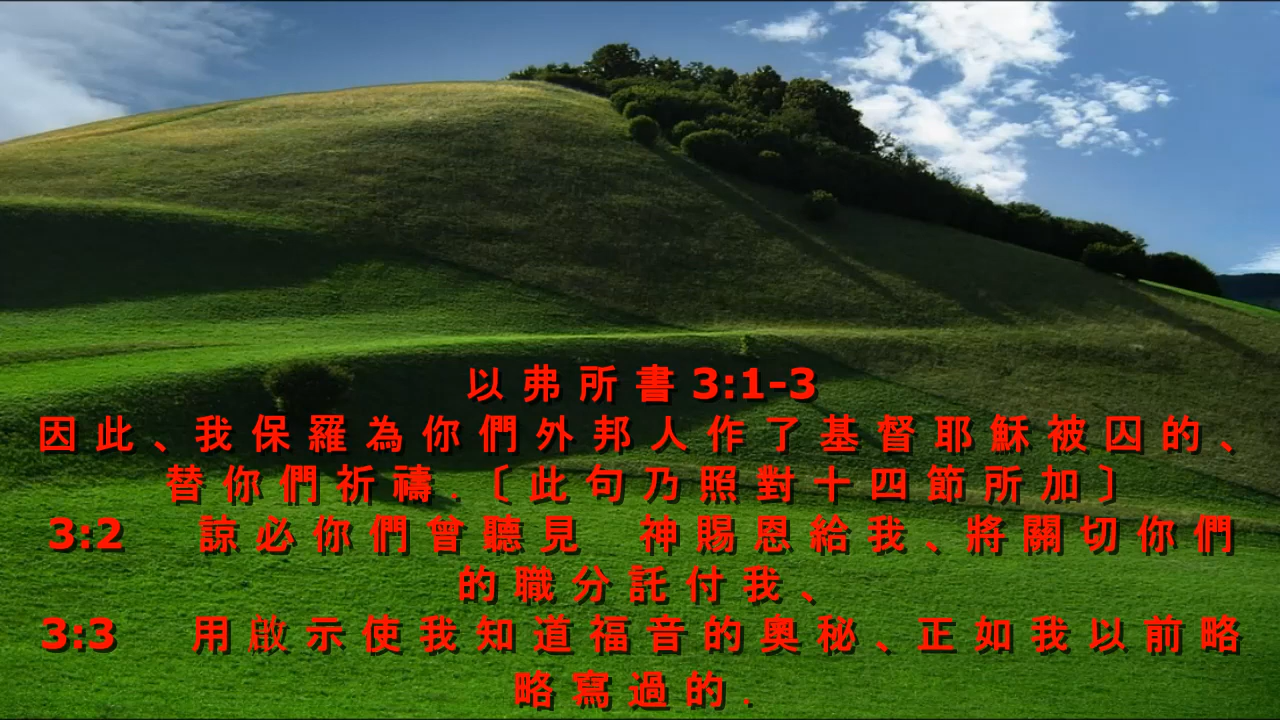 以 弗 所 書 3:1-3
因 此 、我 保 羅 為 你 們 外 邦 人 作 了 基 督 耶 穌 被 囚 的 、
替 你 們 祈 禱 .〔 此 句 乃 照 對 十 四 節 所 加 〕
3:2 諒 必 你 們 曾 聽 見 神 賜 恩 給 我 、將 關 切 你 們
的 職 分 託 付 我 、
3:3 用 啟 示 使 我 知 道 福 音 的 奧 秘 、正 如 我 以 前 略
略 寫 過 的 .